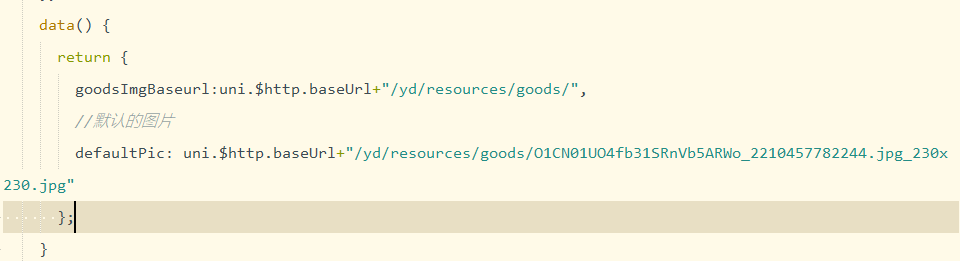 data() {
return {
goodsImgBaseurl:uni.$http.baseUrl+"/yd/resources/goods/",
//默认的图片
defaultPic: uni.$http.baseUrl+"/yd/resources/goods/O1CN01UO4fb31SRnVb5ARWo_2210457782244.jpg_230x
230.jpg"
};
}